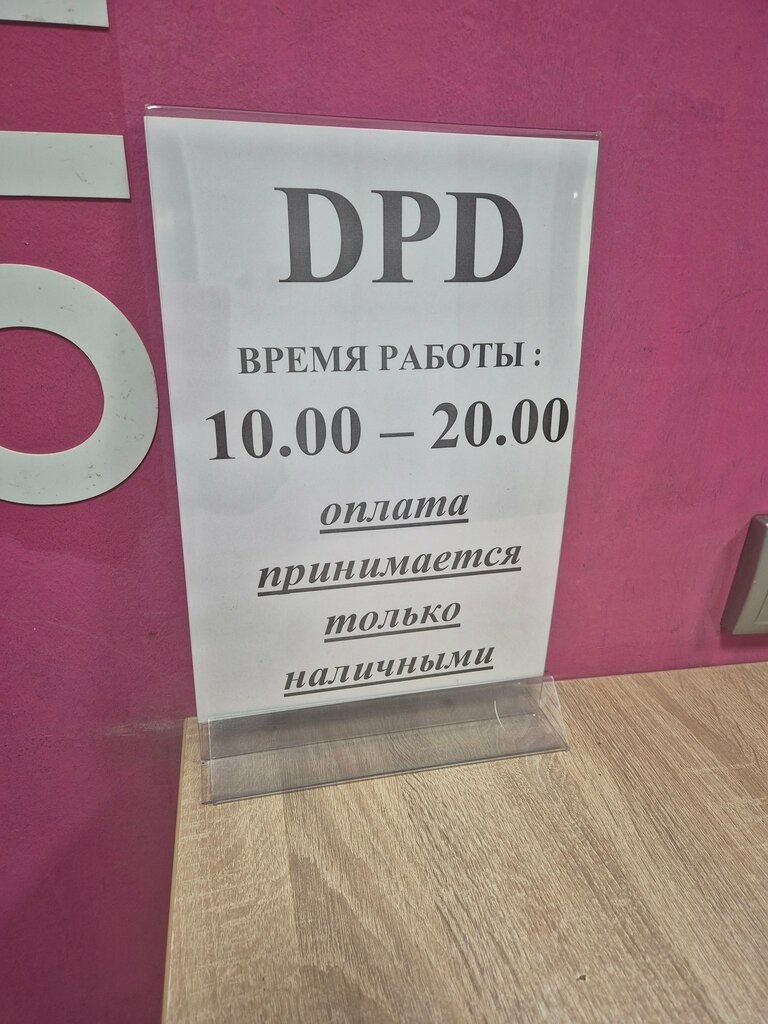 DPD
ВРЕМЯ РАБОТЫ :
10.00 – 20.00
оплата
принимается
только
наличными